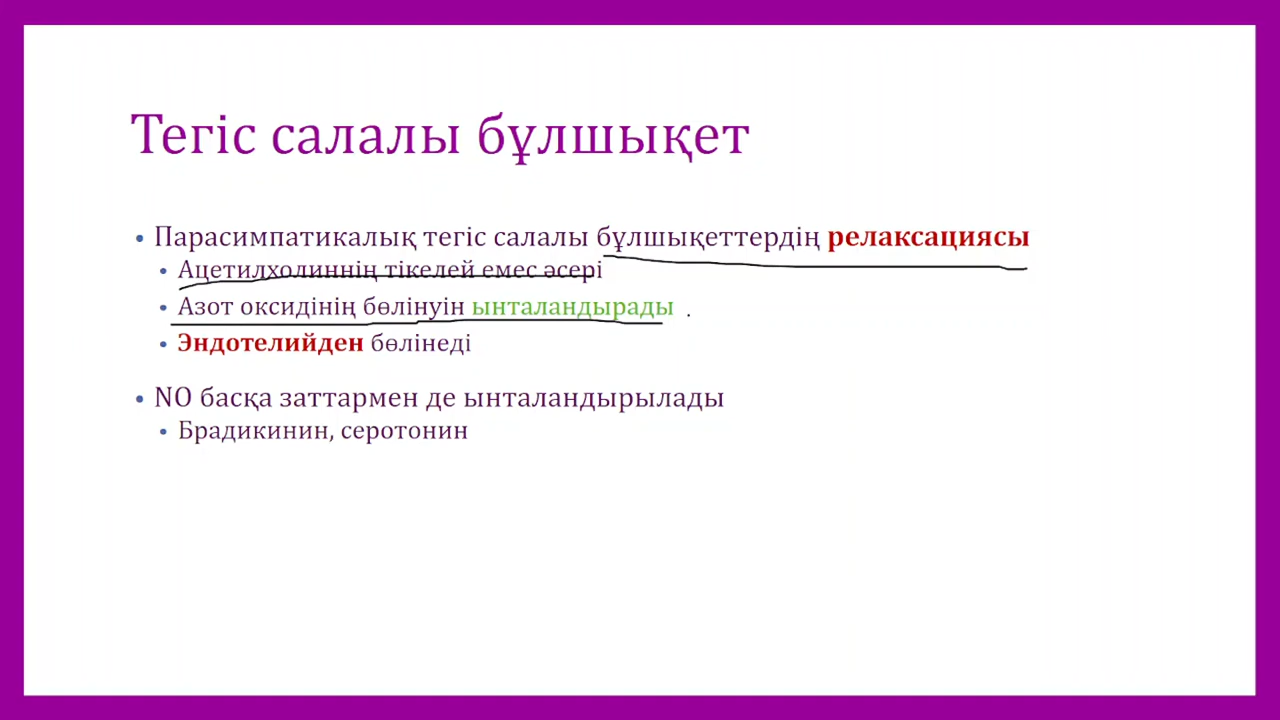 Тегіс салалы бұлшықет
• Парасимпатикалық тегіс салалы бұлшықеттердің релаксациясы
• Ацетилхолиннің тікелей емес әсері
• Азот оксидінің бөлінуін ынталандырады .
• Эндотелийден бөлінеді
• NO басқа заттармен де ынталандырылады
• Брадикинин, серотонин